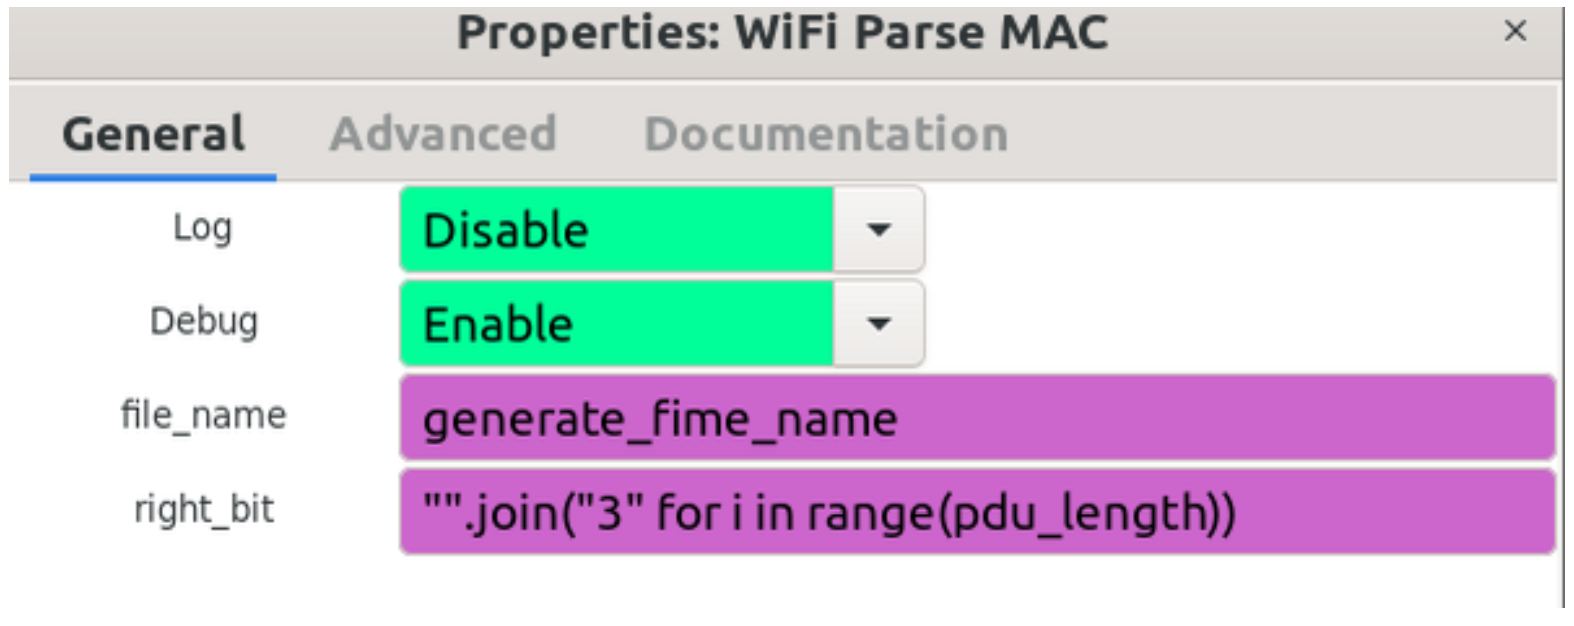 Properties: WiFi Parse MAC ×
General Advanced Documentation
Log Disable
Debug Enable
file_name generate_fime_name
right_bit "".join("3" for i in range(pdu_length))